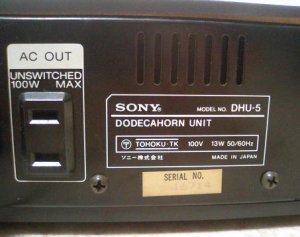 AC OUT
UNSWITCHED
100W MAX
SONY®
MODEL NO. DHU-5
DODECAHORN UNIT
T TOHOKU·TK 100V 13W 50/60Hz
ソニー株式会社 MADE IN JAPAN
SERIAL NO.